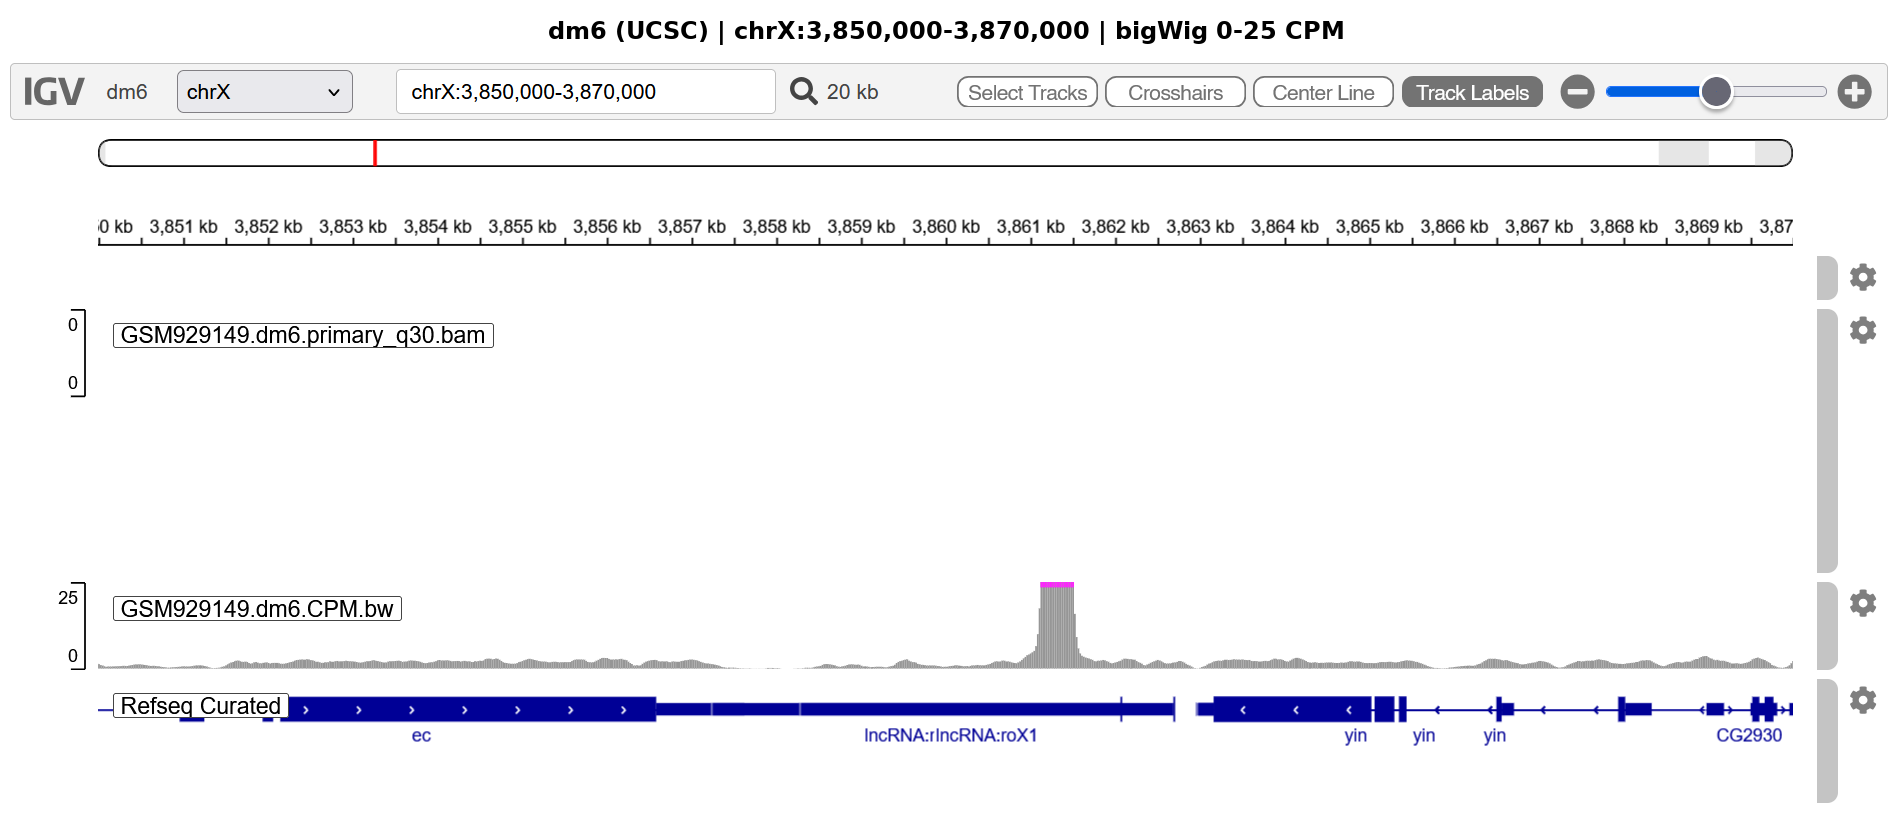 dm6 (UCSC) | chrX:3,850,000-3,870,000 | bigWig 0-25 CPM
IGV dm6 chrX chrX:3,850,000-3,870,000 20 kb Select Tracks Crosshairs Center Line Track Labels
0 kb 3,851 kb 3,852 kb 3,853 kb 3,854 kb 3,855 kb 3,856 kb 3,857 kb 3,858 kb 3,859 kb 3,860 kb 3,861 kb 3,862 kb 3,863 kb 3,864 kb 3,865 kb 3,866 kb 3,867 kb 3,868 kb 3,869 kb 3,87
0
GSM929149.dm6.primary_q30.bam
0
25
GSM929149.dm6.CPM.bw
0
Refseq Curated
ec lncRNA:rlncRNA:roX1 yin yin yin CG2930